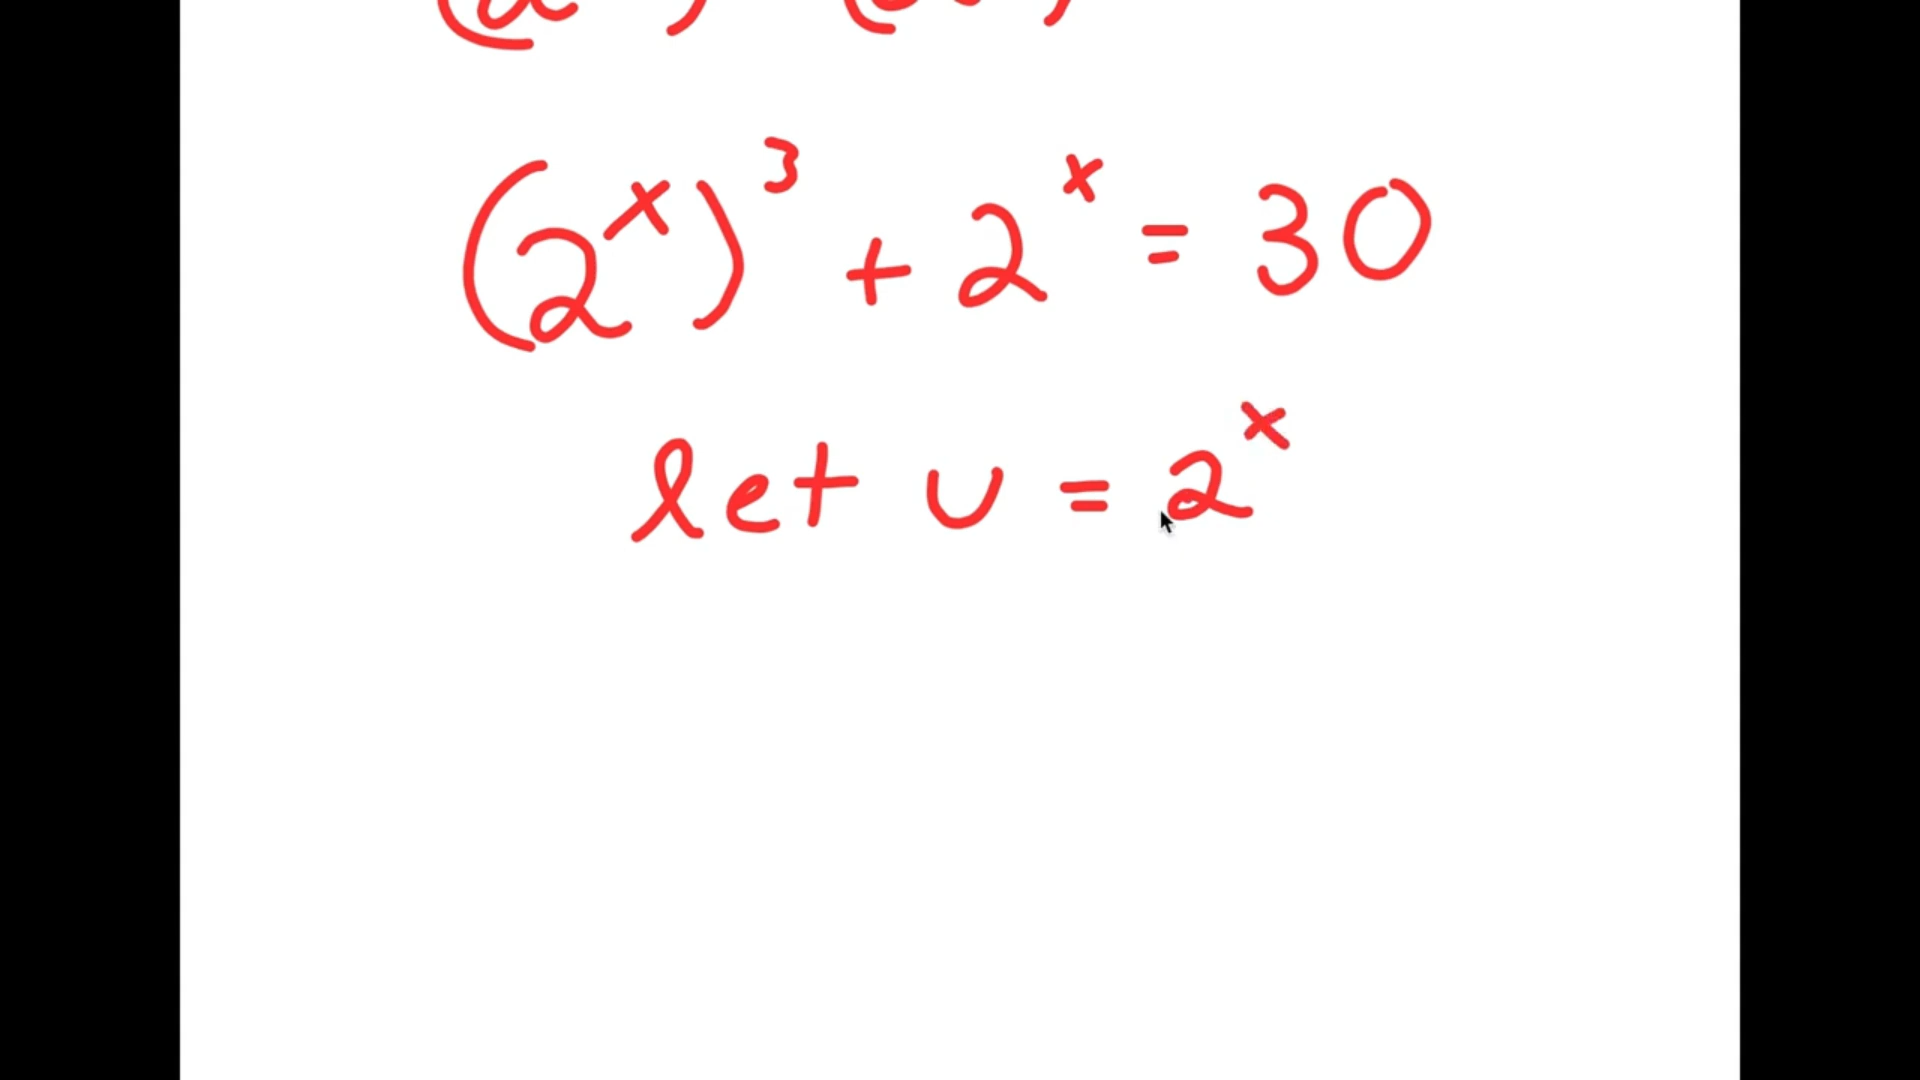 (2^x)^3 + 2^x = 30
let u = 2^x